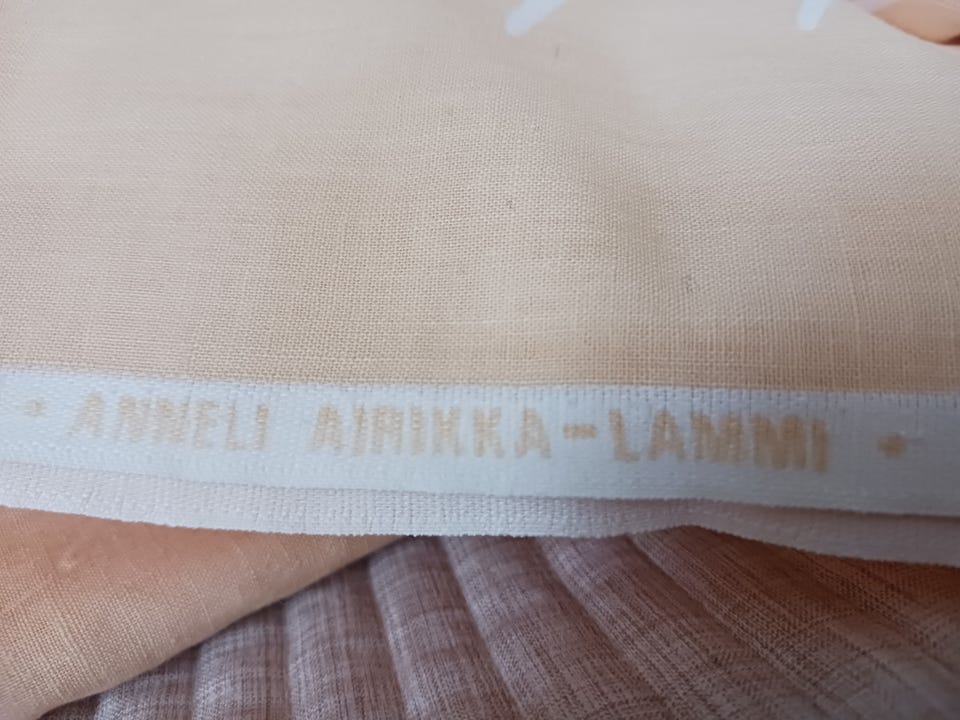 • ANNELI AIRIKKA-LAMMI •